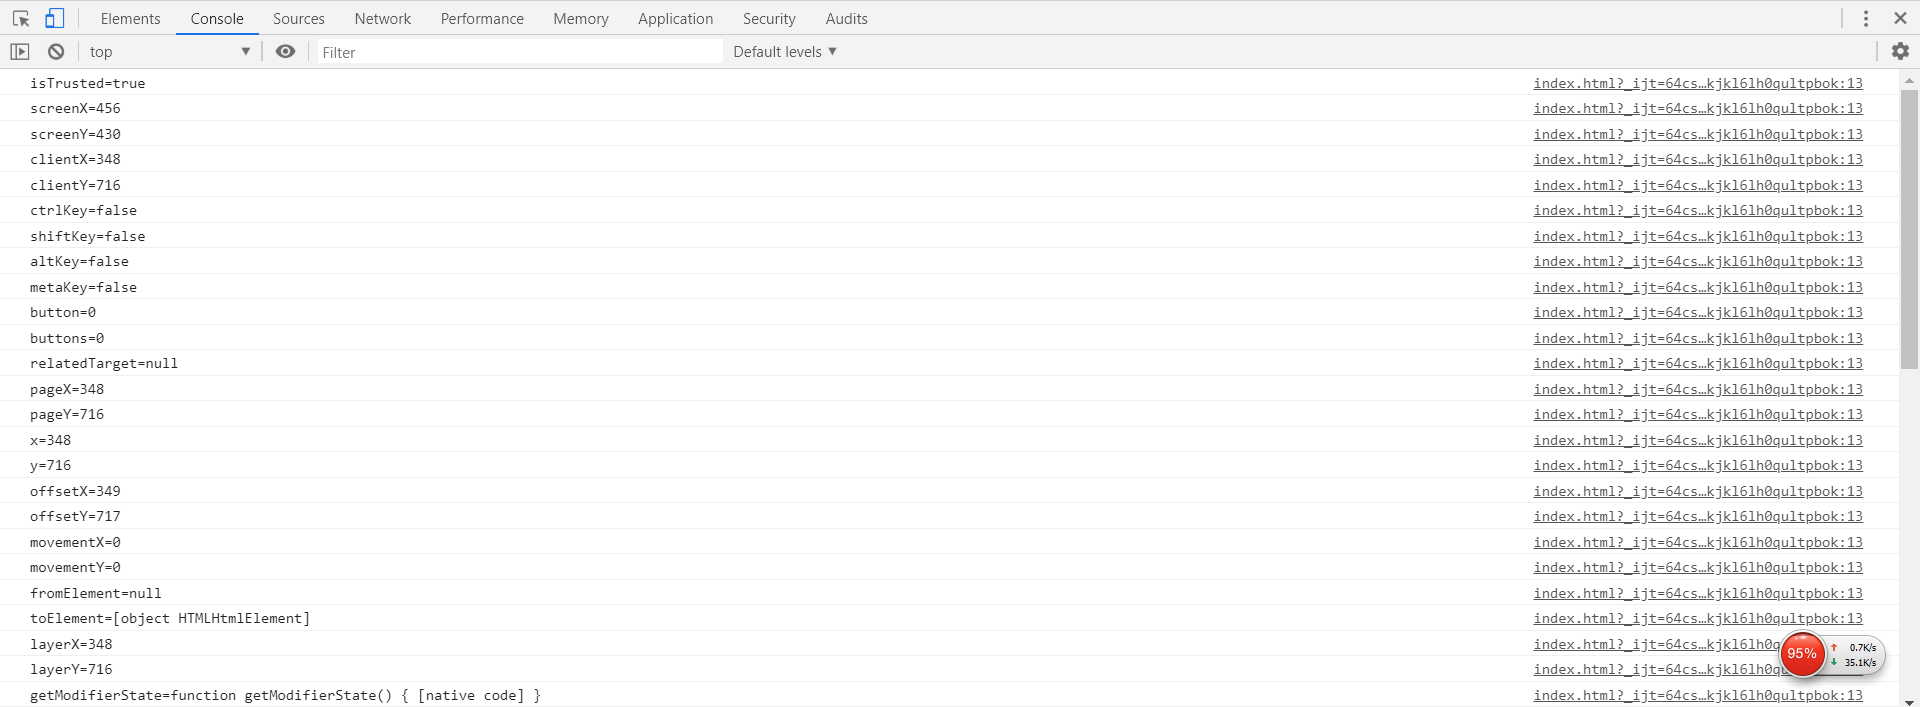 Elements Console Sources Network Performance Memory Application Security Audits
top Filter Default levels
isTrusted=true index.html?_ijt=64cs…kjkl6lh0qultpbok:13
screenX=456 index.html?_ijt=64cs…kjkl6lh0qultpbok:13
screenY=430 index.html?_ijt=64cs…kjkl6lh0qultpbok:13
clientX=348 index.html?_ijt=64cs…kjkl6lh0qultpbok:13
clientY=716 index.html?_ijt=64cs…kjkl6lh0qultpbok:13
ctrlKey=false index.html?_ijt=64cs…kjkl6lh0qultpbok:13
shiftKey=false index.html?_ijt=64cs…kjkl6lh0qultpbok:13
altKey=false index.html?_ijt=64cs…kjkl6lh0qultpbok:13
metaKey=false index.html?_ijt=64cs…kjkl6lh0qultpbok:13
button=0 index.html?_ijt=64cs…kjkl6lh0qultpbok:13
buttons=0 index.html?_ijt=64cs…kjkl6lh0qultpbok:13
relatedTarget=null index.html?_ijt=64cs…kjkl6lh0qultpbok:13
pageX=348 index.html?_ijt=64cs…kjkl6lh0qultpbok:13
pageY=716 index.html?_ijt=64cs…kjkl6lh0qultpbok:13
x=348 index.html?_ijt=64cs…kjkl6lh0qultpbok:13
y=716 index.html?_ijt=64cs…kjkl6lh0qultpbok:13
offsetX=349 index.html?_ijt=64cs…kjkl6lh0qultpbok:13
offsetY=717 index.html?_ijt=64cs…kjkl6lh0qultpbok:13
movementX=0 index.html?_ijt=64cs…kjkl6lh0qultpbok:13
movementY=0 index.html?_ijt=64cs…kjkl6lh0qultpbok:13
fromElement=null index.html?_ijt=64cs…kjkl6lh0qultpbok:13
toElement=[object HTMLHtmlElement] index.html?_ijt=64cs…kjkl6lh0qultpbok:13
layerX=348 index.html?_ijt=64cs…kjkl6lh0qu
95% 0.7K/s
35.1K/s
layerY=716 index.html?_ijt=64cs…kjkl6lh0qu
getModifierState=function getModifierState() { [native code] } index.html?_ijt=64cs…kjkl6lh0qultpbok:13